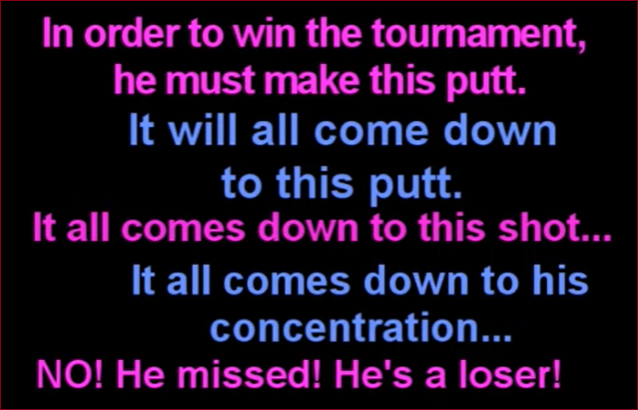 In order to win the tournament,
he must make this putt.
It will all come down
to this putt.
It all comes down to this shot...
It all comes down to his
concentration...
NO! He missed! He's a loser!